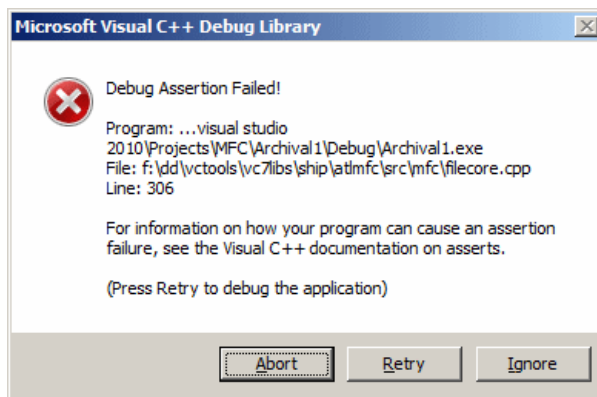 Microsoft Visual C++ Debug Library
Debug Assertion Failed!
Program: ...visual studio
2010\Projects\MFC\Archival1\Debug\Archival1.exe
File: f:\dd\vctools\vc7libs\ship\atlmfc\src\mfc\filecore.cpp
Line: 306
For information on how your program can cause an assertion
failure, see the Visual C++ documentation on asserts.
(Press Retry to debug the application)
Abort Retry Ignore